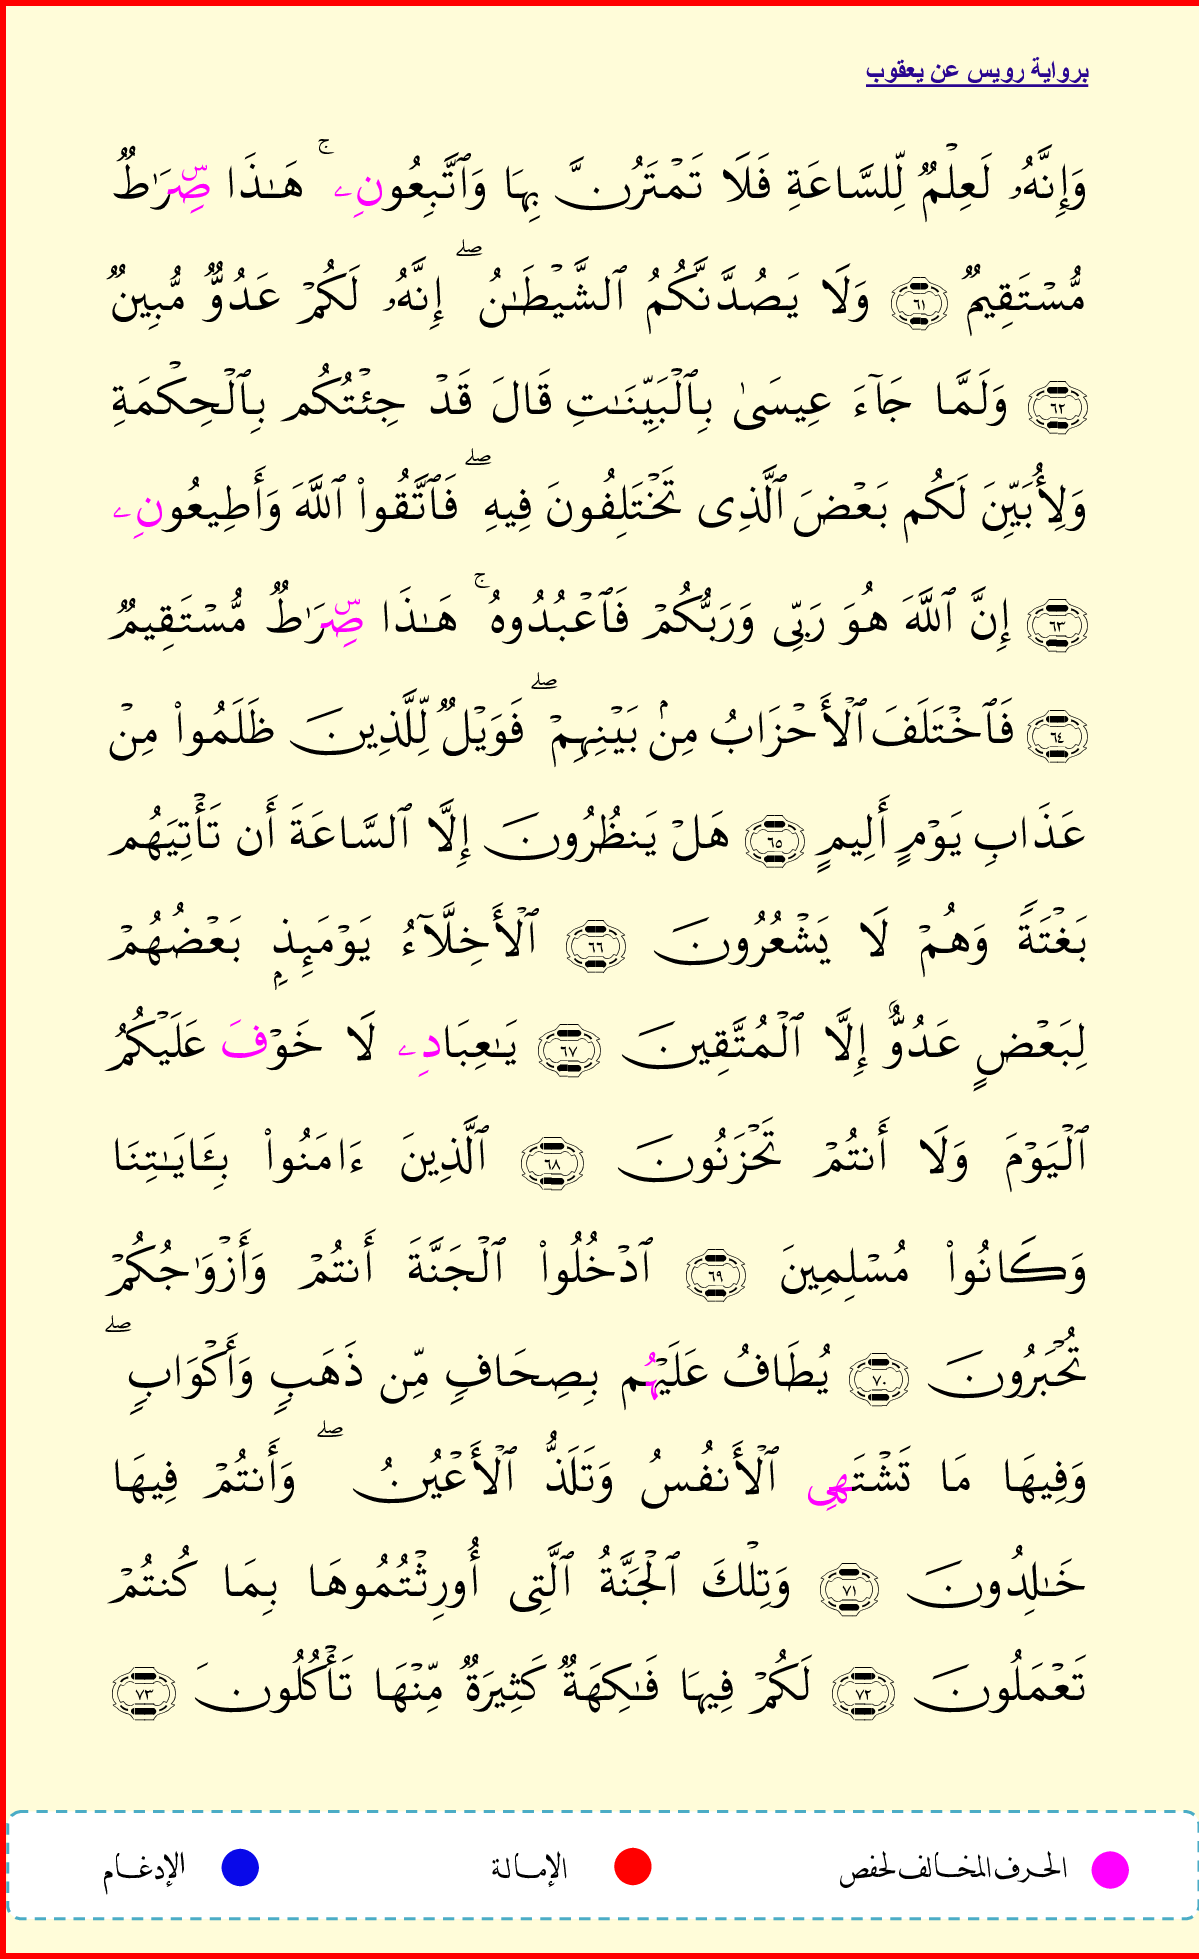 برواية رويس عن يعقوب
وَإِنَّهُۥ لَعِلۡمٞ لِّلسَّاعَةِ فَلَا تَمۡتَرُنَّ بِهَا وَٱتَّبِعُونِۦۚ هَٰذَا صِّرَٰطٞ
مُّسۡتَقِيمٞ ٦١ وَلَا يَصُدَّنَّكُمُ ٱلشَّيۡطَٰنُۖ إِنَّهُۥ لَكُمۡ عَدُوّٞ مُّبِينٞ
٦٢ وَلَمَّا جَآءَ عِيسَىٰ بِٱلۡبَيِّنَٰتِ قَالَ قَدۡ جِئۡتُكُم بِٱلۡحِكۡمَةِ
وَلِأُبَيِّنَ لَكُم بَعۡضَ ٱلَّذِي تَخۡتَلِفُونَ فِيهِۖ فَٱتَّقُواْ ٱللَّهَ وَأَطِيعُونِۦ
٦٣ إِنَّ ٱللَّهَ هُوَ رَبِّي وَرَبُّكُمۡ فَٱعۡبُدُوهُۚ هَٰذَا صِّرَٰطٞ مُّسۡتَقِيمٞ
٦٤ فَٱخۡتَلَفَ ٱلۡأَحۡزَابُ مِنۢ بَيۡنِهِمۡۖ فَوَيۡلٞ لِّلَّذِينَ ظَلَمُواْ مِنۡ
عَذَابِ يَوۡمٍ أَلِيمٍ ٦٥ هَلۡ يَنظُرُونَ إِلَّا ٱلسَّاعَةَ أَن تَأۡتِيَهُم
بَغۡتَةٗ وَهُمۡ لَا يَشۡعُرُونَ ٦٦ ٱلۡأَخِلَّآءُ يَوۡمَئِذِۭ بَعۡضُهُمۡ
لِبَعۡضٍ عَدُوٌّ إِلَّا ٱلۡمُتَّقِينَ ٦٧ يَٰعِبَادِۦ لَا خَوۡفَ عَلَيۡكُمُ
ٱلۡيَوۡمَ وَلَا أَنتُمۡ تَحۡزَنُونَ ٦٨ ٱلَّذِينَ ءَامَنُواْ بِـَٔايَٰتِنَا
وَكَانُواْ مُسۡلِمِينَ ٦٩ ٱدۡخُلُواْ ٱلۡجَنَّةَ أَنتُمۡ وَأَزۡوَٰجُكُمۡ
تُحۡبَرُونَ ٧٠ يُطَافُ عَلَيۡهُم بِصِحَافٍ مِّن ذَهَبٍ وَأَكۡوَابٍۖ
وَفِيهَا مَا تَشۡتَهِي ٱلۡأَنفُسُ وَتَلَذُّ ٱلۡأَعۡيُنُۖ وَأَنتُمۡ فِيهَا
خَٰلِدُونَ ٧١ وَتِلۡكَ ٱلۡجَنَّةُ ٱلَّتِي أُورِثۡتُمُوهَا بِمَا كُنتُمۡ
تَعۡمَلُونَ ٧٢ لَكُمۡ فِيهَا فَٰكِهَةٞ كَثِيرَةٞ مِّنۡهَا تَأۡكُلُونَ ٧٣
الحرف المخالف لحفص الإمالة الإدغام